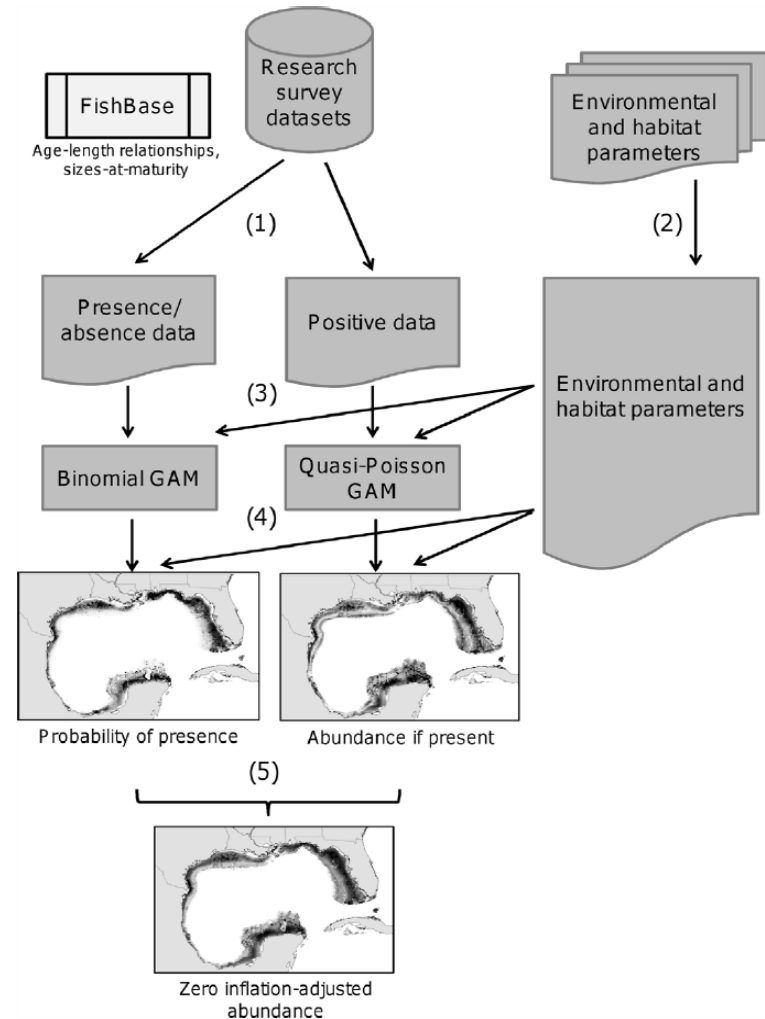 Research
survey
datasets
FishBase
Age-length relationships,
sizes-at-maturity
Environmental
and habitat
parameters
(1)
(2)
Presence/
absence data
Positive data
Environmental and
habitat parameters
(3)
Binomial GAM
Quasi-Poisson
GAM
(4)
Probability of presence
Abundance if present
(5)
Zero inflation-adjusted
abundance